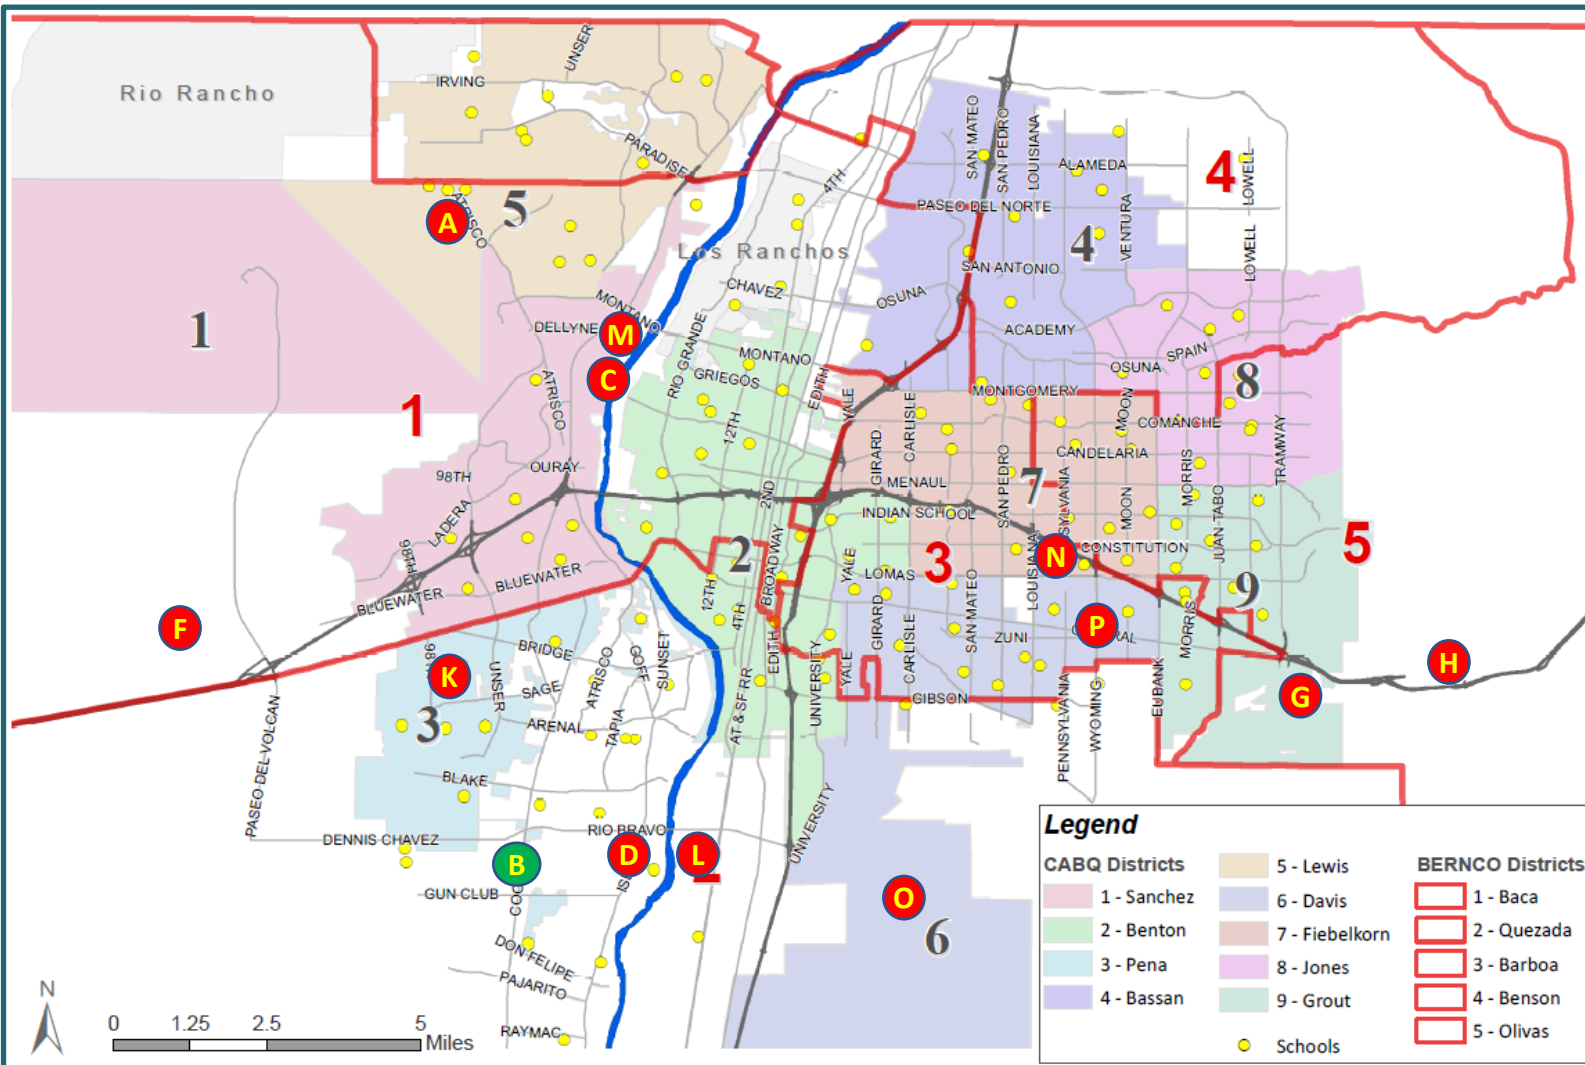 Rio Rancho
IRVING
UNSER
PARADISE
4TH
SAN MATEO
SAN PEDRO
LOUISIANA
ALAMEDA
4
LOWELL
PASEO DEL NORTE
VENTURA
A
ATRISCO
5
Los Ranchos
4
LOWELL
SAN ANTONIO
CHAVEZ
OSUNA
1
MONTANO
DELLYNE
M
RIO GRANDE
ACADEMY
SPAIN
OSUNA
MONTANO
GRIEGOS
C
EDITH
YALE
MONTGOMERY
8
1
ATRISCO
12TH
GIRARD
CARLISLE
MOON
COMANCHE
TRAMWAY
CANDELARIA
98TH
OURAY
MENAUL
SAN PEDRO
7
MORRIS
LADERA
2ND
INDIAN SCHOOL
MOON
JUAN TABO
98TH
BROADWAY
2
YALE
LOMAS
3
LOUISIANA
N
CONSTITUTION
5
BLUEWATER
BLUEWATER
12TH
4TH
GIRARD
CARLISLE
SAN MATEO
9
MORRIS
F
BRIDGE
GOFF
SUNSET
EDITH
UNIVERSITY
YALE
ZUNI
P
K
UNSER
SAGE
ATRISCO
GIBSON
PENNSYLVANIA
WYOMING
EUBANK
G
H
3
ARENAL
TAPIA
AT & SF RR
PASEO DEL VOLCAN
BLAKE
UNIVERSITY
DENNIS CHAVEZ
RIO BRAVO
B
D
L
GUN CLUB
O
6
DON FELIPE
PAJARITO
RAYMAC
N
0 1.25 2.5 5
Miles
Legend
CABQ Districts
1 - Sanchez
2 - Benton
3 - Pena
4 - Bassan
5 - Lewis
6 - Davis
7 - Fiebelkorn
8 - Jones
9 - Grout
Schools
BERNCO Districts
1 - Baca
2 - Quezada
3 - Barboa
4 - Benson
5 - Olivas